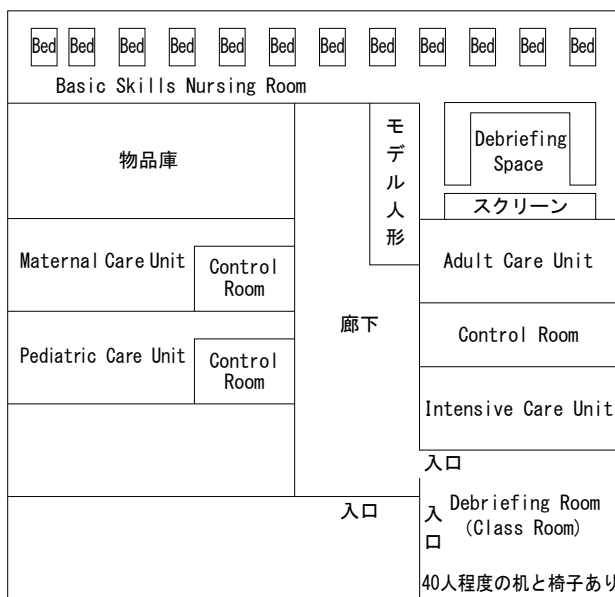 Bed Bed Bed Bed Bed Bed Bed Bed Bed Bed Bed Bed
Basic Skills Nursing Room
物品庫
モデル人形
Debriefing
Space
スクリーン
Maternal Care Unit
Control
Room
Adult Care Unit
廊下
Control Room
Pediatric Care Unit
Control
Room
Intensive Care Unit
入口
入口
入口
Debriefing Room
(Class Room)
40人程度の机と椅子あり